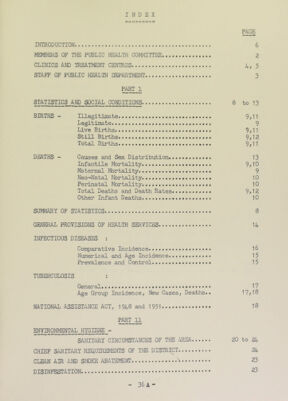 INDEX
PAGE
INTRODUCTION 6
MEMBERS OF THE PUBLIC HEALTH COMMITTEE 2
CLINICS AND TREATMENT CENTRES 4, 5
STAFF OF PUBLIC HEALTH DEPARTMENT 3
PART 1
STATISTICS AND SOCIAL CONDITIONS 8 to 13
BIRTHS - Illegitimate 9,11
Legitimate 9
Live Births 9,11
Still Births 9,12
Total Births 9,11
DEATHS - Causes and Sex Distribution 13
Infantile Mortality 9,10
Maternal Mortality 9
Neo-Natal Mortality 10
Perinatal Mortality 10
Total Deaths and Death Rates 9,12
Other Infant Deaths 10
SUMMARY OF STATISTICS 8
GENERAL PROVISIONS OF HEALTH SERVICES 14
INFECTIOUS DISEASES :
Comparative Incidence 16
Numerical and Age Incidence 15
Prevalence and Control 15
TUBERCULOSIS :
General 17
Age Group Incidence, New Cases, Deaths 17,18
NATIONAL ASSISTANCE ACT, 1948 and 1951 18
PART 11
ENVIRONMENTAL HYGIENE -
SANITARY CIRCUMSTANCES OF THE AREA 20 to 24
CHIEF SANITARY REQUIREMENTS OF THE DISTRICT 24
CLEAN AIR AND SMOKE ABATEMENT 23
DISINFESTATION 23
- 36A -